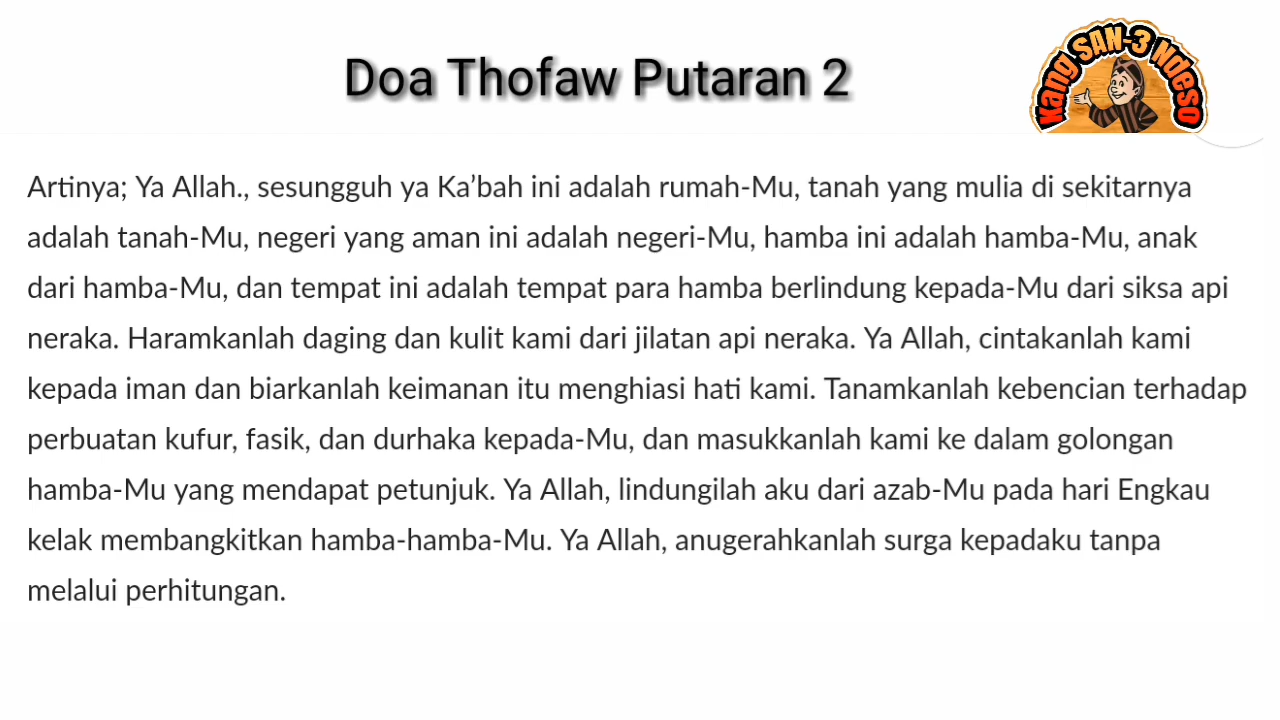 Doa Thofaw Putaran 2
Kang SAN-3 Ndeso
Artinya; Ya Allah., sesungguh ya Ka’bah ini adalah rumah-Mu, tanah yang mulia di sekitarnya
adalah tanah-Mu, negeri yang aman ini adalah negeri-Mu, hamba ini adalah hamba-Mu, anak
dari hamba-Mu, dan tempat ini adalah tempat para hamba berlindung kepada-Mu dari siksa api
neraka. Haramkanlah daging dan kulit kami dari jilatan api neraka. Ya Allah, cintakanlah kami
kepada iman dan biarkanlah keimanan itu menghiasi hati kami. Tanamkanlah kebencian terhadap
perbuatan kufur, fasik, dan durhaka kepada-Mu, dan masukkanlah kami ke dalam golongan
hamba-Mu yang mendapat petunjuk. Ya Allah, lindungilah aku dari azab-Mu pada hari Engkau
kelak membangkitkan hamba-hamba-Mu. Ya Allah, anugerahkanlah surga kepadaku tanpa
melalui perhitungan.